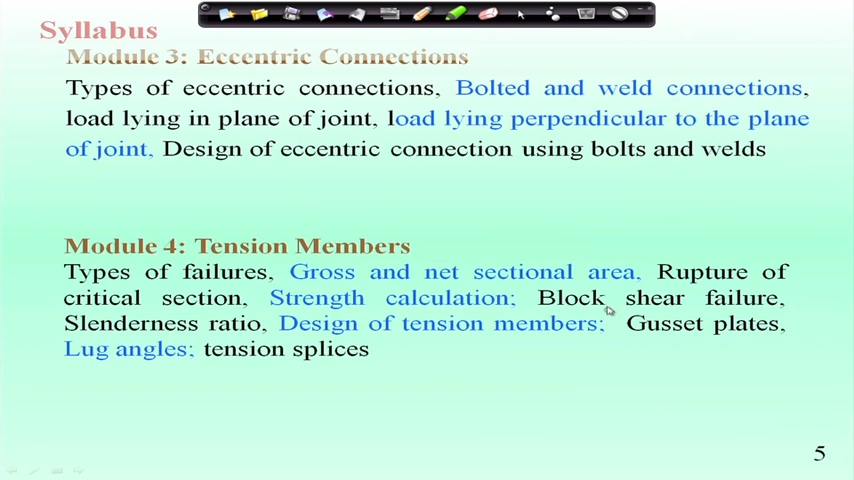 Syllabus
Module 3: Eccentric Connections
Types of eccentric connections, Bolted and weld connections,
load lying in plane of joint, load lying perpendicular to the plane
of joint, Design of eccentric connection using bolts and welds
Module 4: Tension Members
Types of failures, Gross and net sectional area, Rupture of
critical section, Strength calculation; Block shear failure,
Slenderness ratio, Design of tension members; Gusset plates,
Lug angles; tension splices
5